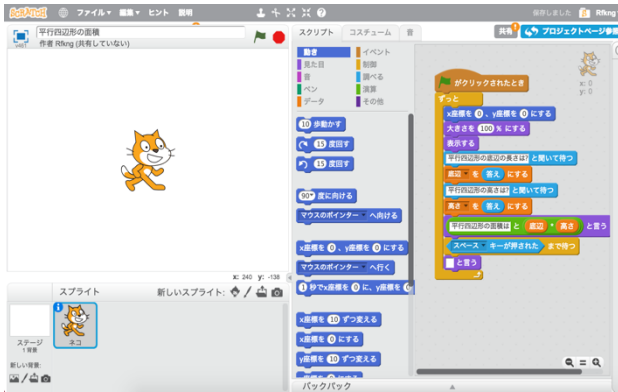 SCRATCH ファイル▼ 編集▼ ヒント 説明 保存しました Rfkng
平行四辺形の面積
作者 Rfkng (共有していない)
v461
スクリプト コスチューム 音
共有 プロジェクトページ参照
動き イベント
見た目 制御
音 調べる
ペン 演算
データ その他
10 歩動かす
15 度回す
15 度回す
90▼ 度に向ける
マウスのポインター へ向ける
x座標を 0 、y座標を 0 にする
マウスのポインター へ行く
1 秒でx座標を 0 に、y座標を 0
x座標を 10 ずつ変える
x座標を 0 にする
y座標を 10 ずつ変える
がクリックされたとき
ずっと
x座標を 0 、y座標を 0 にする
大きさを 100 % にする
表示する
平行四辺形の底辺の長さは? と聞いて待つ
底辺▼ を 答え にする
平行四辺形の高さは? と聞いて待つ
高さ▼ を 答え にする
平行四辺形の面積は と 底辺 * 高さ と言う
スペース▼ キーが押された まで待つ
と言う
x: 0
y: 0
x: 240 y: -138
スプライト 新しいスプライト:
ステージ
1 背景
ネコ
新しい背景:
バックパック